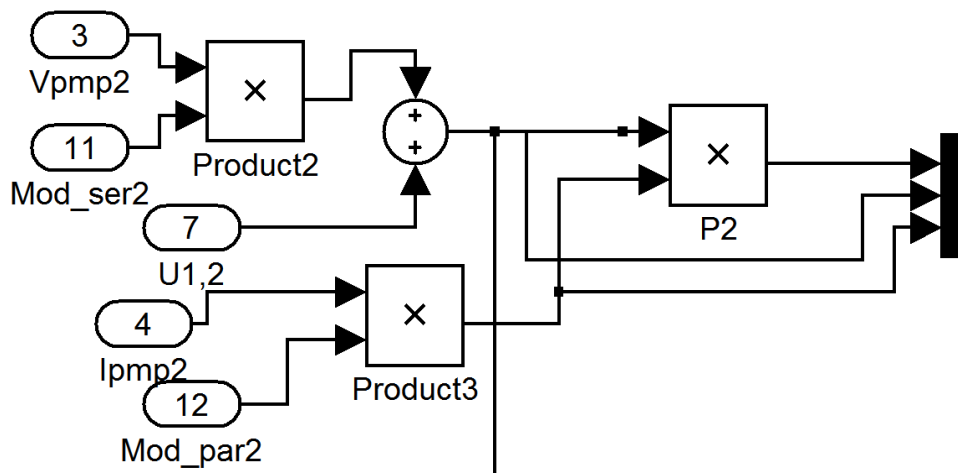 3
Vpmp2
11
Mod_ser2
×
Product2
+
+
7
U1,2
×
P2
4
Ipmp2
×
Product3
12
Mod_par2